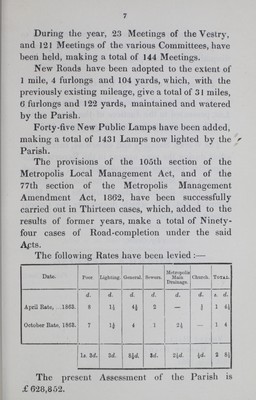 7
During the year, 23 Meetings of the Vestry,
and 121 Meetings of the various Committees, have
been held, making a total of 144 Meetings.
New Roads have been adopted to the extent of
1 mile, 4 furlongs and 104 yards, which, with the
previously existing mileage, give a total of 31 miles,
6 furlongs and 122 yards, maintained and watered
by the Parish.
Forty-five New Public Lamps have been added,
making a total of 1431 Lamps now lighted by the
Parish.
The provisions of the 105th section of the
Metropolis Local Management Act, and of the
77th section of the Metropolis Management
Amendment Act, 1862, have been successfully
carried out in Thirteen cases, which, added to the
results of former years, make a total of Ninety-
four cases of Road-completion under the said
Acts.
The following Rates have been levied :—
Date. Poor. Lighting. General. Sewers. Metropolis Main Drainage. Church. TOTAL.
d. d. d. d. d. d. s. d.
April Rate, 1862. 8 1½ 4½ 2 — ½ 1 4½
October Rate, 1862. 7 1½ 4 1 2½ — 1 4
1s. 3d. 3d. 8½d. 3d. 2½d. ½d. 2 8½
The present Assessment of the Parish is
£628,852.